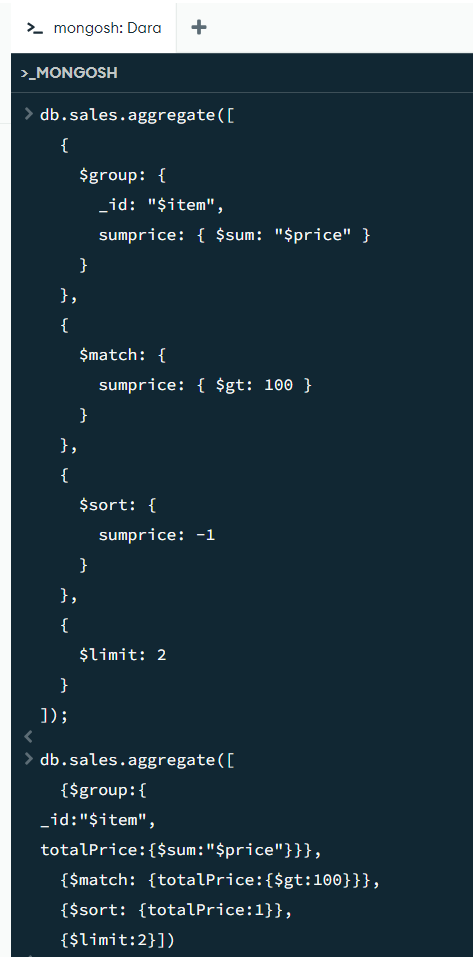 >_ mongosh: Dara +
>_MONGOSH
> db.sales.aggregate([
{
$group: {
_id: "$item",
sumprice: { $sum: "$price" }
}
},
{
$match: {
sumprice: { $gt: 100 }
}
},
{
$sort: {
sumprice: -1
}
},
{
$limit: 2
}
]);
<
> db.sales.aggregate([
{$group:{
_id:"$item",
totalPrice:{$sum:"$price"}}},
{$match: {totalPrice:{$gt:100}}},
{$sort: {totalPrice:1}},
{$limit:2}])